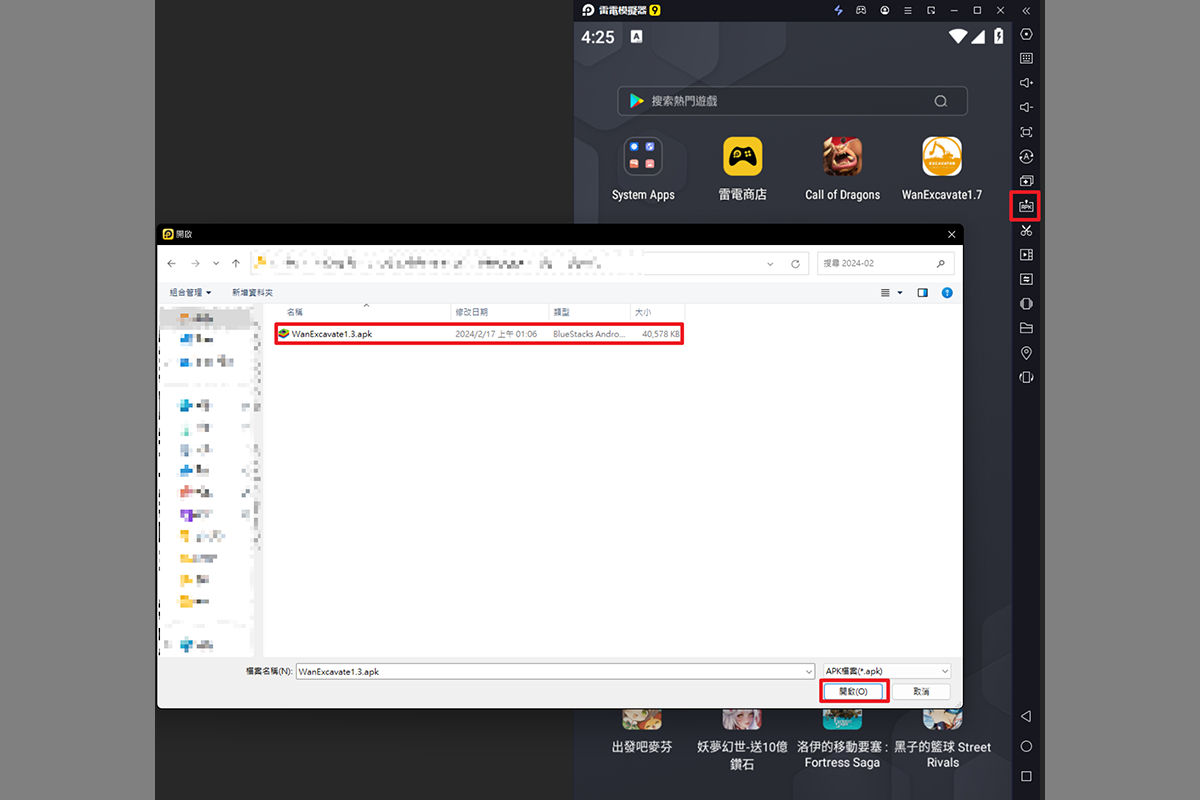 雷電模擬器 9
4:25
A
搜索熱門遊戲
System Apps
雷電商店
Call of Dragons
EXCAVATOR
WanExcavate1.7
APK
開啟
搜尋 2024-02
組合管理
新增資料夾
名稱 修改日期 類型 大小
WanExcavate1.3.apk 2024/2/17 上午 01:06 BlueStacks Andro... 40,578 KB
檔案名稱(N): WanExcavate1.3.apk
APK檔案(*.apk)
開啟(O) 取消
出發吧麥芬
妖夢幻世-送10億
鑽石
洛伊的移動要塞 :
Fortress Saga
黑子的籃球 Street
Rivals